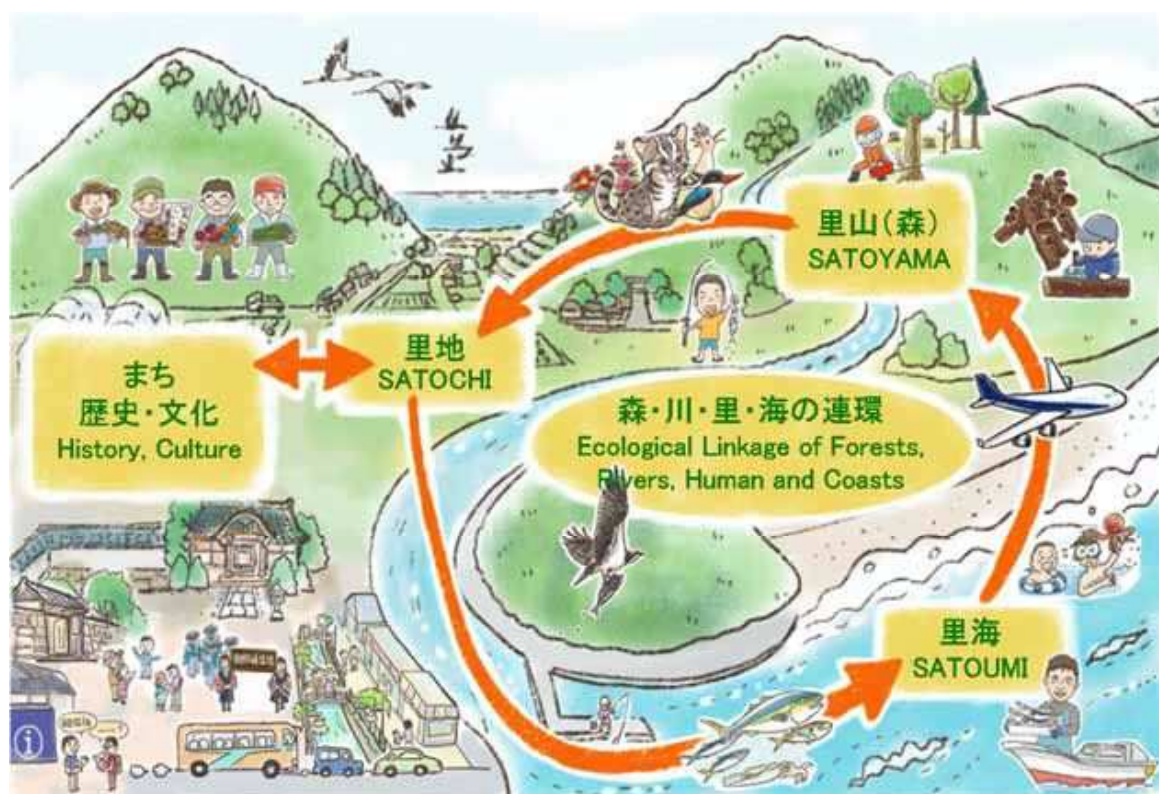 里山(森)
SATOYAMA
里地
SATOCHI
まち
歴史・文化
History, Culture
森・川・里・海の連環
Ecological Linkage of Forests,
Rivers, Human and Coasts
里海
SATOUMI
i